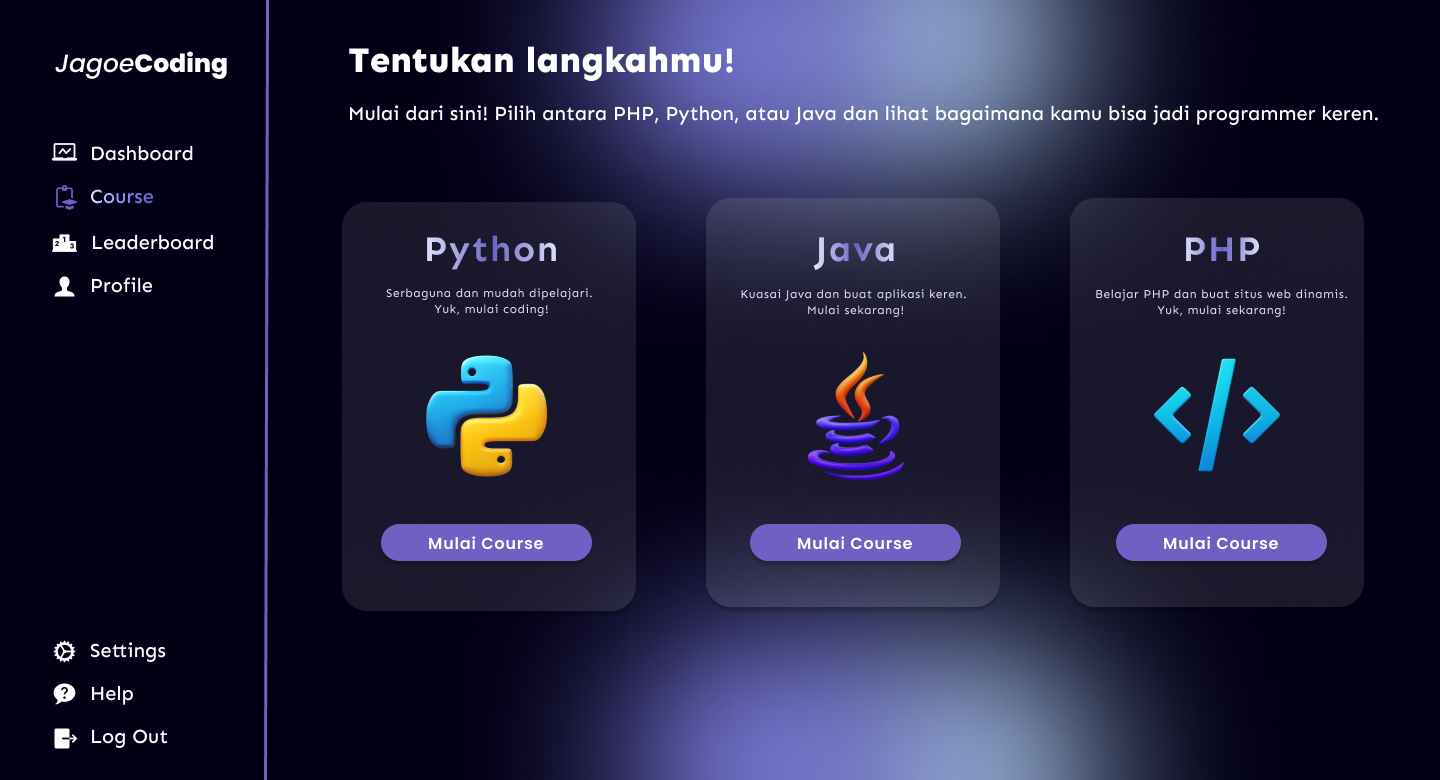 JagoeCoding
Dashboard
Course
Leaderboard
Profile
Settings
Help
Log Out
Tentukan langkahmu!
Mulai dari sini! Pilih antara PHP, Python, atau Java dan lihat bagaimana kamu bisa jadi programmer keren.
Python
Serbaguna dan mudah dipelajari.
Yuk, mulai coding!
Mulai Course
Java
Kuasai Java dan buat aplikasi keren.
Mulai sekarang!
Mulai Course
PHP
Belajar PHP dan buat situs web dinamis.
Yuk, mulai sekarang!
</>
Mulai Course